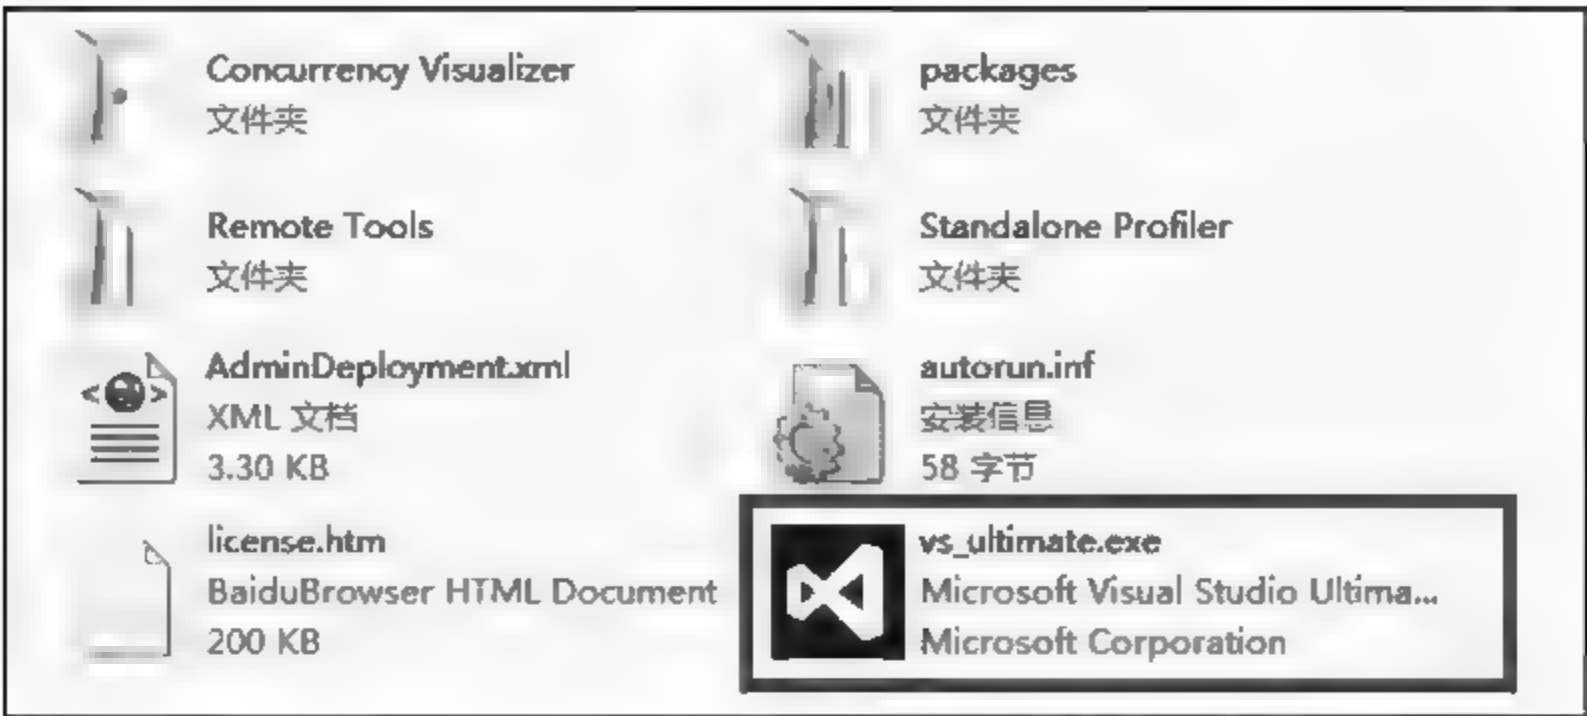 Concurrency Visualizer
文件夹
packages
文件夹
Remote Tools
文件夹
Standalone Profiler
文件夹
AdminDeployment.xml
XML 文档
3.30 KB
autorun.inf
安装信息
58 字节
license.htm
BaiduBrowser HTML Document
200 KB
vs_ultimate.exe
Microsoft Visual Studio Ultima...
Microsoft Corporation